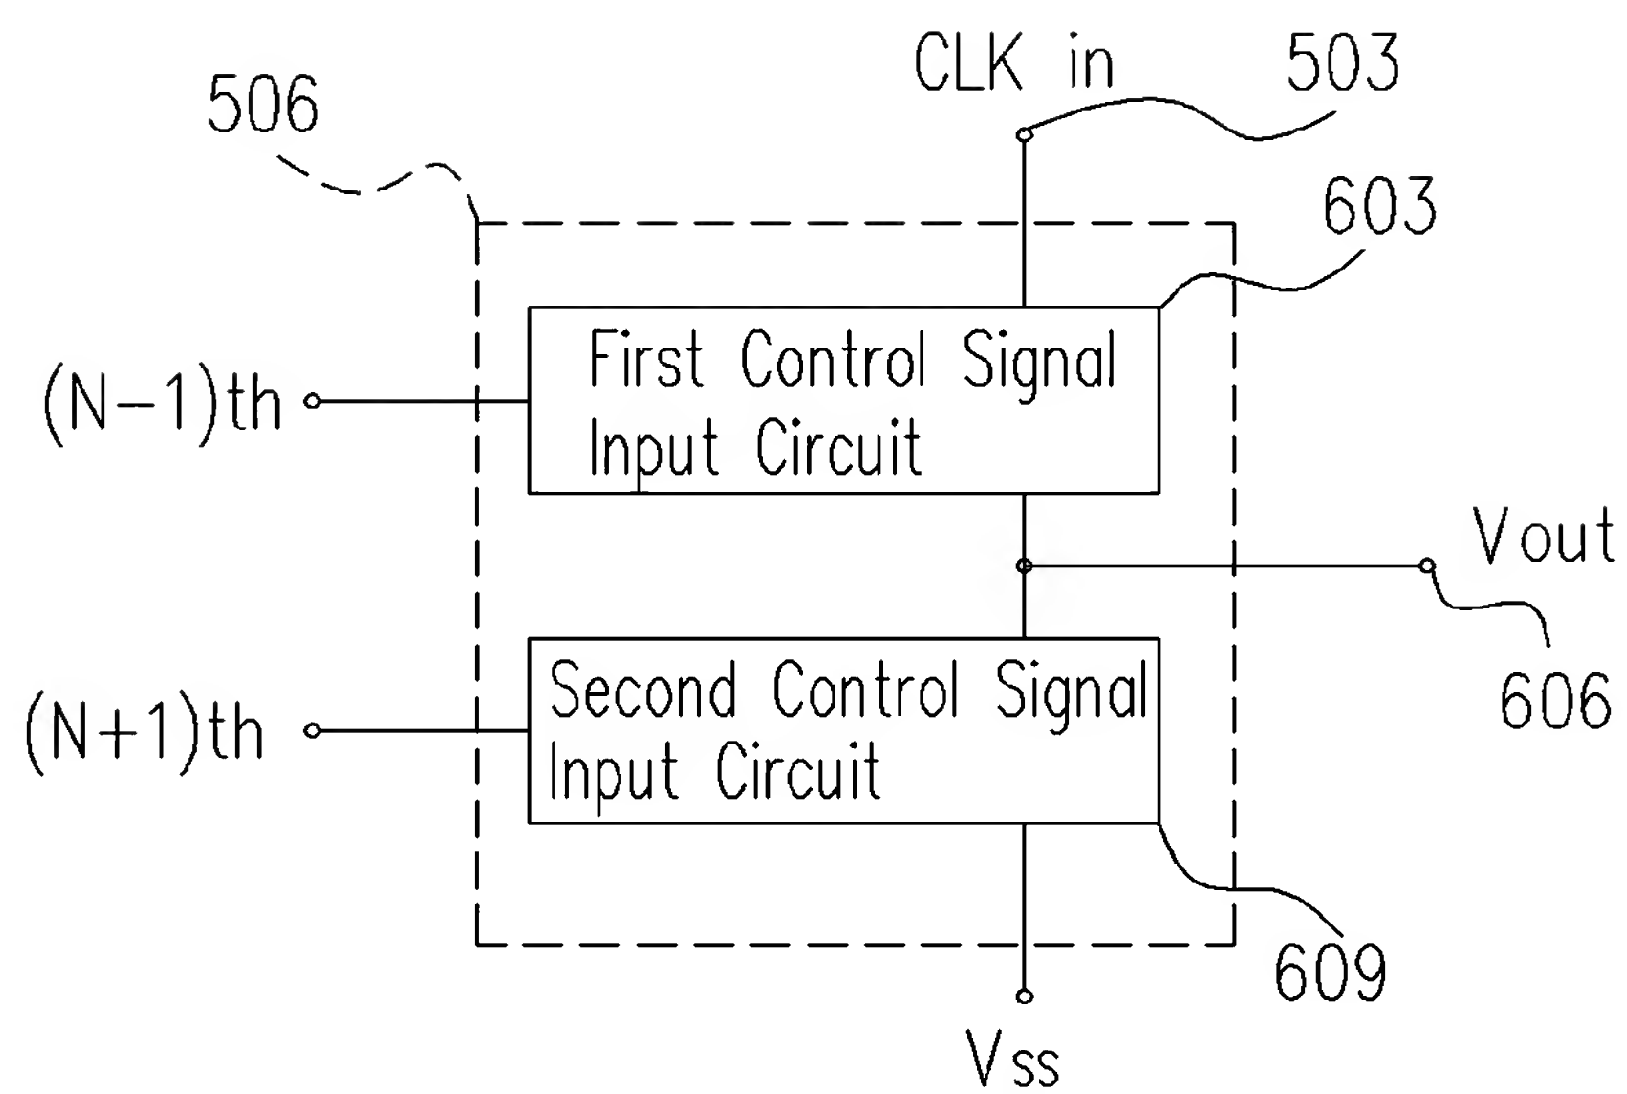 CLK in
503
506
603
(N-1)th
First Control Signal
Input Circuit
Vout
606
(N+1)th
Second Control Signal
Input Circuit
609
Vss